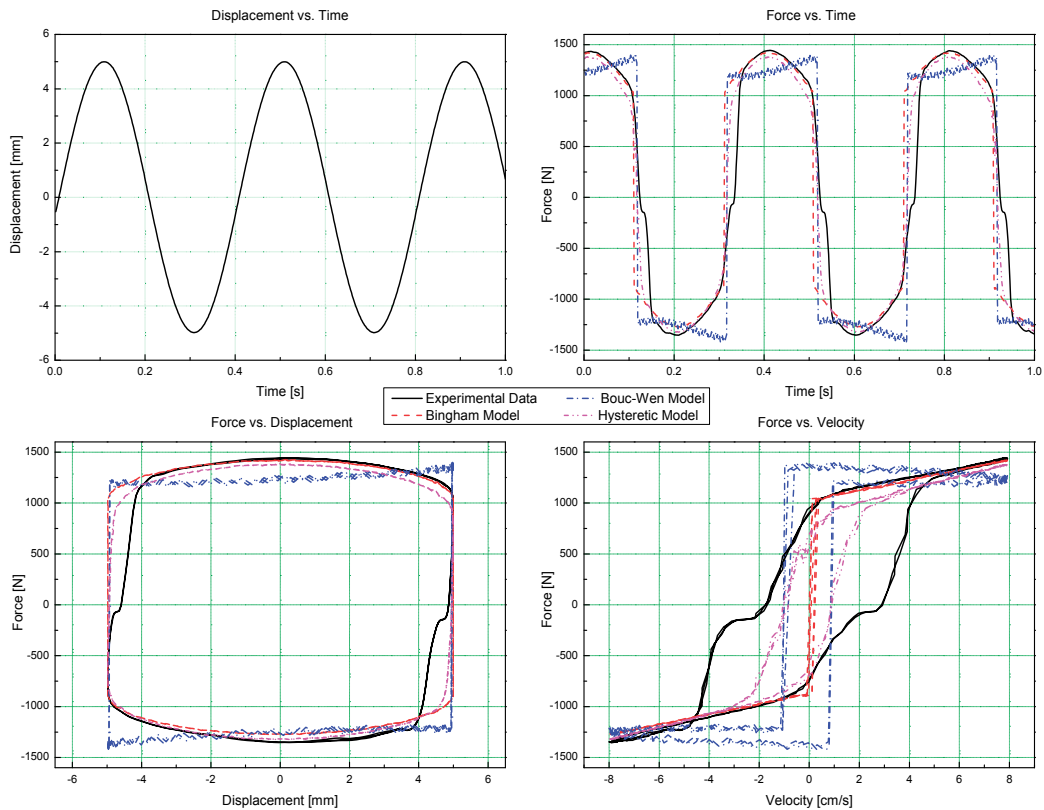 Displacement vs. Time
Force vs. Time
6
4
2
0
-2
-4
-6
Displacement [mm]
0.0 0.2 0.4 0.6 0.8 1.0
Time [s]
1500
1000
500
0
-500
-1000
-1500
Force [N]
0.0 0.2 0.4 0.6 0.8 1.0
Time [s]
Experimental Data
Bouc-Wen Model
Bingham Model
Hysteretic Model
Force vs. Displacement
Force vs. Velocity
1500
1000
500
0
-500
-1000
-1500
Force [N]
-6 -4 -2 0 2 4 6
Displacement [mm]
1500
1000
500
0
-500
-1000
-1500
Force [N]
-8 -6 -4 -2 0 2 4 6 8
Velocity [cm/s]